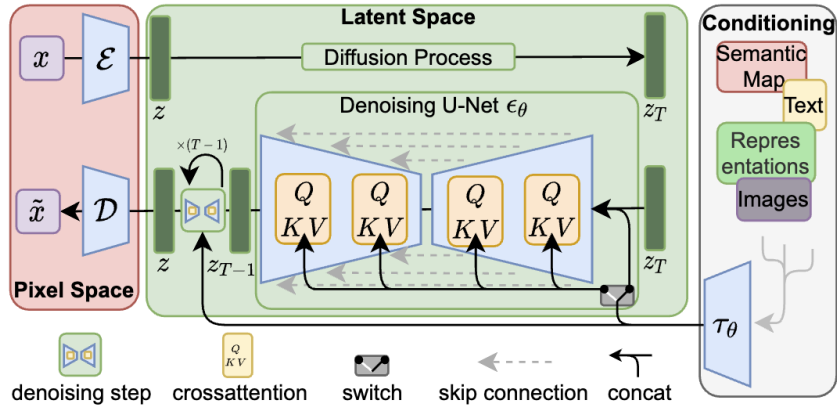 Latent Space
Conditioning
x
ℰ
z
Diffusion Process
z_T
Semantic
Map
Text
Repres
entations
Images
Denoising U-Net ϵ_θ
×(T−1)
x̃
𝒟
z
z_{T−1}
Q
KV
Q
KV
Q
KV
Q
KV
z_T
Pixel Space
τ_θ
Q
KV
denoising step
crossattention
switch
skip connection
concat